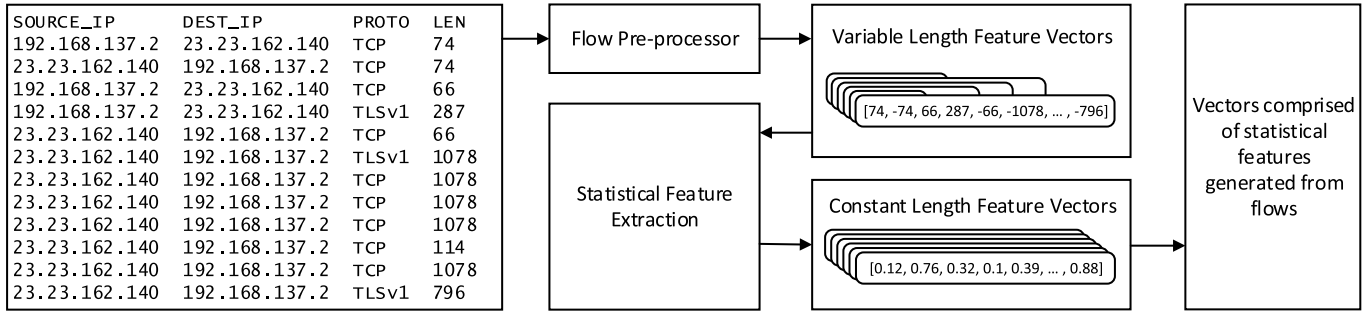 SOURCE_IP DEST_IP PROTO LEN
192.168.137.2 23.23.162.140 TCP 74
23.23.162.140 192.168.137.2 TCP 74
192.168.137.2 23.23.162.140 TCP 66
192.168.137.2 23.23.162.140 TLSv1 287
23.23.162.140 192.168.137.2 TCP 66
23.23.162.140 192.168.137.2 TLSv1 1078
23.23.162.140 192.168.137.2 TCP 1078
23.23.162.140 192.168.137.2 TCP 1078
23.23.162.140 192.168.137.2 TCP 1078
23.23.162.140 192.168.137.2 TCP 114
23.23.162.140 192.168.137.2 TCP 1078
23.23.162.140 192.168.137.2 TLSv1 796
Flow Pre-processor
Variable Length Feature Vectors
[74, -74, 66, 287, -66, -1078, ... , -796]
Statistical Feature
Extraction
Constant Length Feature Vectors
[0.12, 0.76, 0.32, 0.1, 0.39, ... , 0.88]
Vectors comprised
of statistical
features
generated from
flows